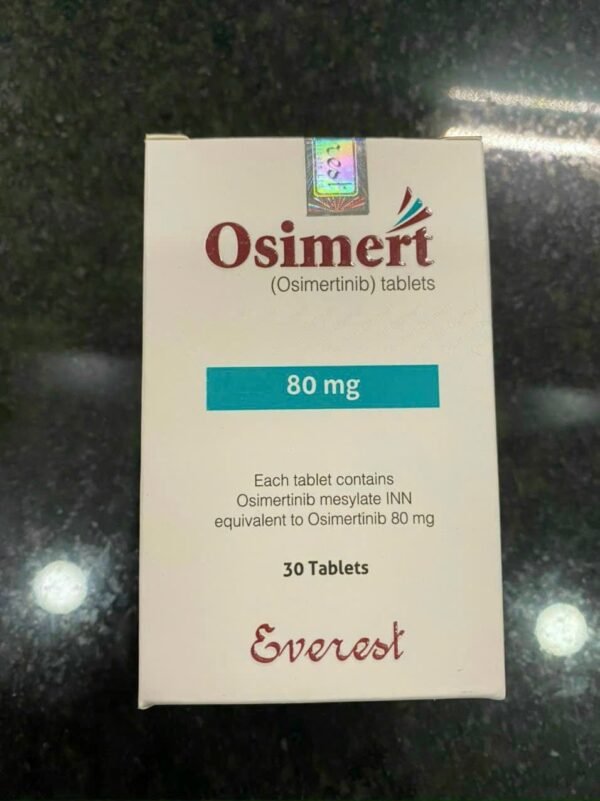 rest
Osimert
(Osimertinib) tablets
80 mg
Each tablet contains
Osimertinib mesylate INN
equivalent to Osimertinib 80 mg
30 Tablets
Everest